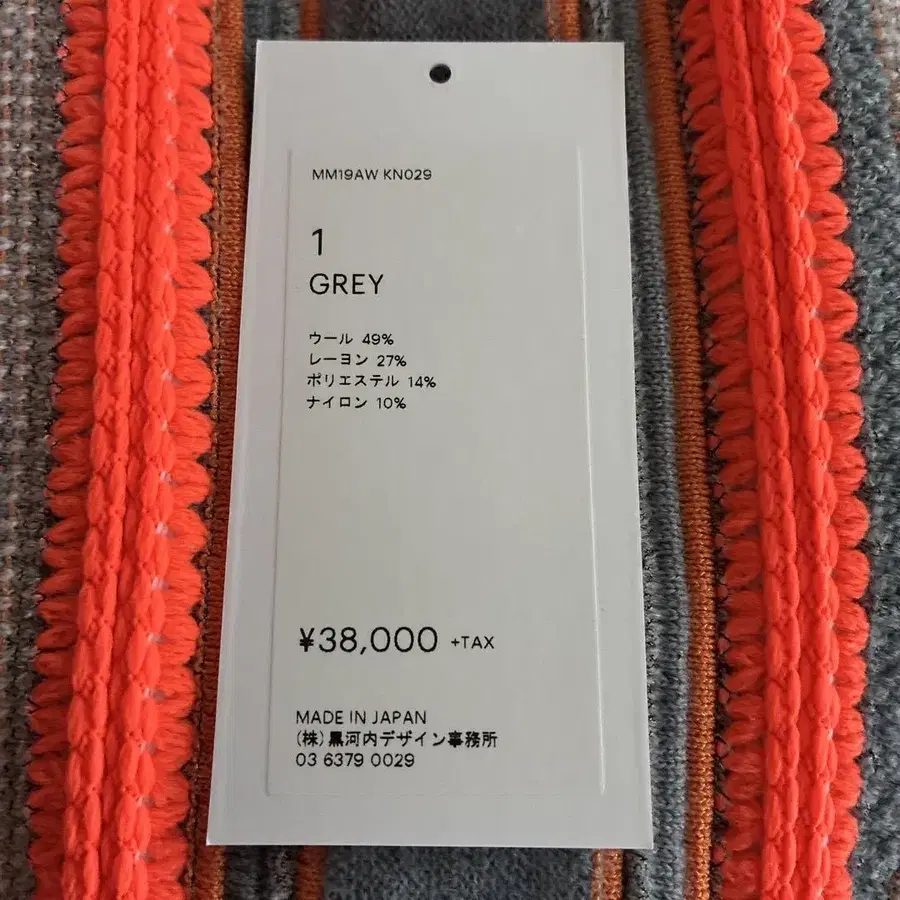 MM19AW KN029
1
GREY
ウール 49%
レーヨン 27%
ポリエステル 14%
ナイロン 10%
¥38,000 +TAX
MADE IN JAPAN
(株)黒河内デザイン事務所
03 6379 0029